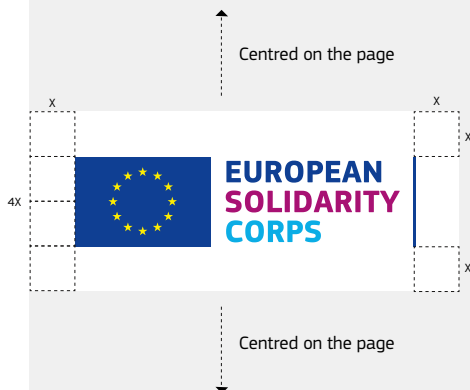 Centred on the page
X
X
X
4X
EUROPEAN
SOLIDARITY
CORPS
X
Centred on the page